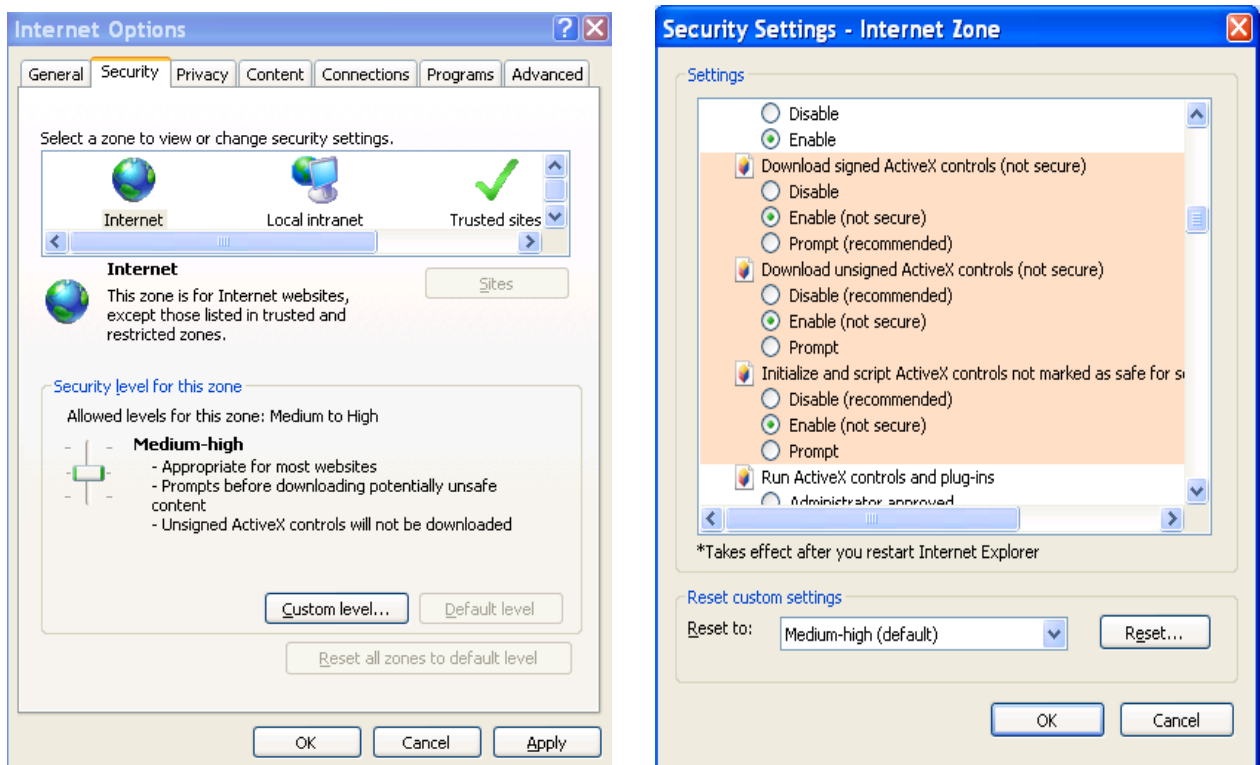 Internet Options
General Security Privacy Content Connections Programs Advanced
Select a zone to view or change security settings.
Internet Local intranet Trusted sites
Internet
This zone is for Internet websites,
except those listed in trusted and
restricted zones.
Sites
Security level for this zone
Allowed levels for this zone: Medium to High
Medium-high
- Appropriate for most websites
- Prompts before downloading potentially unsafe
content
- Unsigned ActiveX controls will not be downloaded
Custom level... Default level
Reset all zones to default level
OK Cancel Apply
Security Settings - Internet Zone
Settings
Disable
Enable
Download signed ActiveX controls (not secure)
Disable
Enable (not secure)
Prompt (recommended)
Download unsigned ActiveX controls (not secure)
Disable (recommended)
Enable (not secure)
Prompt
Initialize and script ActiveX controls not marked as safe for
Disable (recommended)
Enable (not secure)
Prompt
Run ActiveX controls and plug-ins
Administrator approved
*Takes effect after you restart Internet Explorer
Reset custom settings
Reset to: Medium-high (default) Reset...
OK Cancel